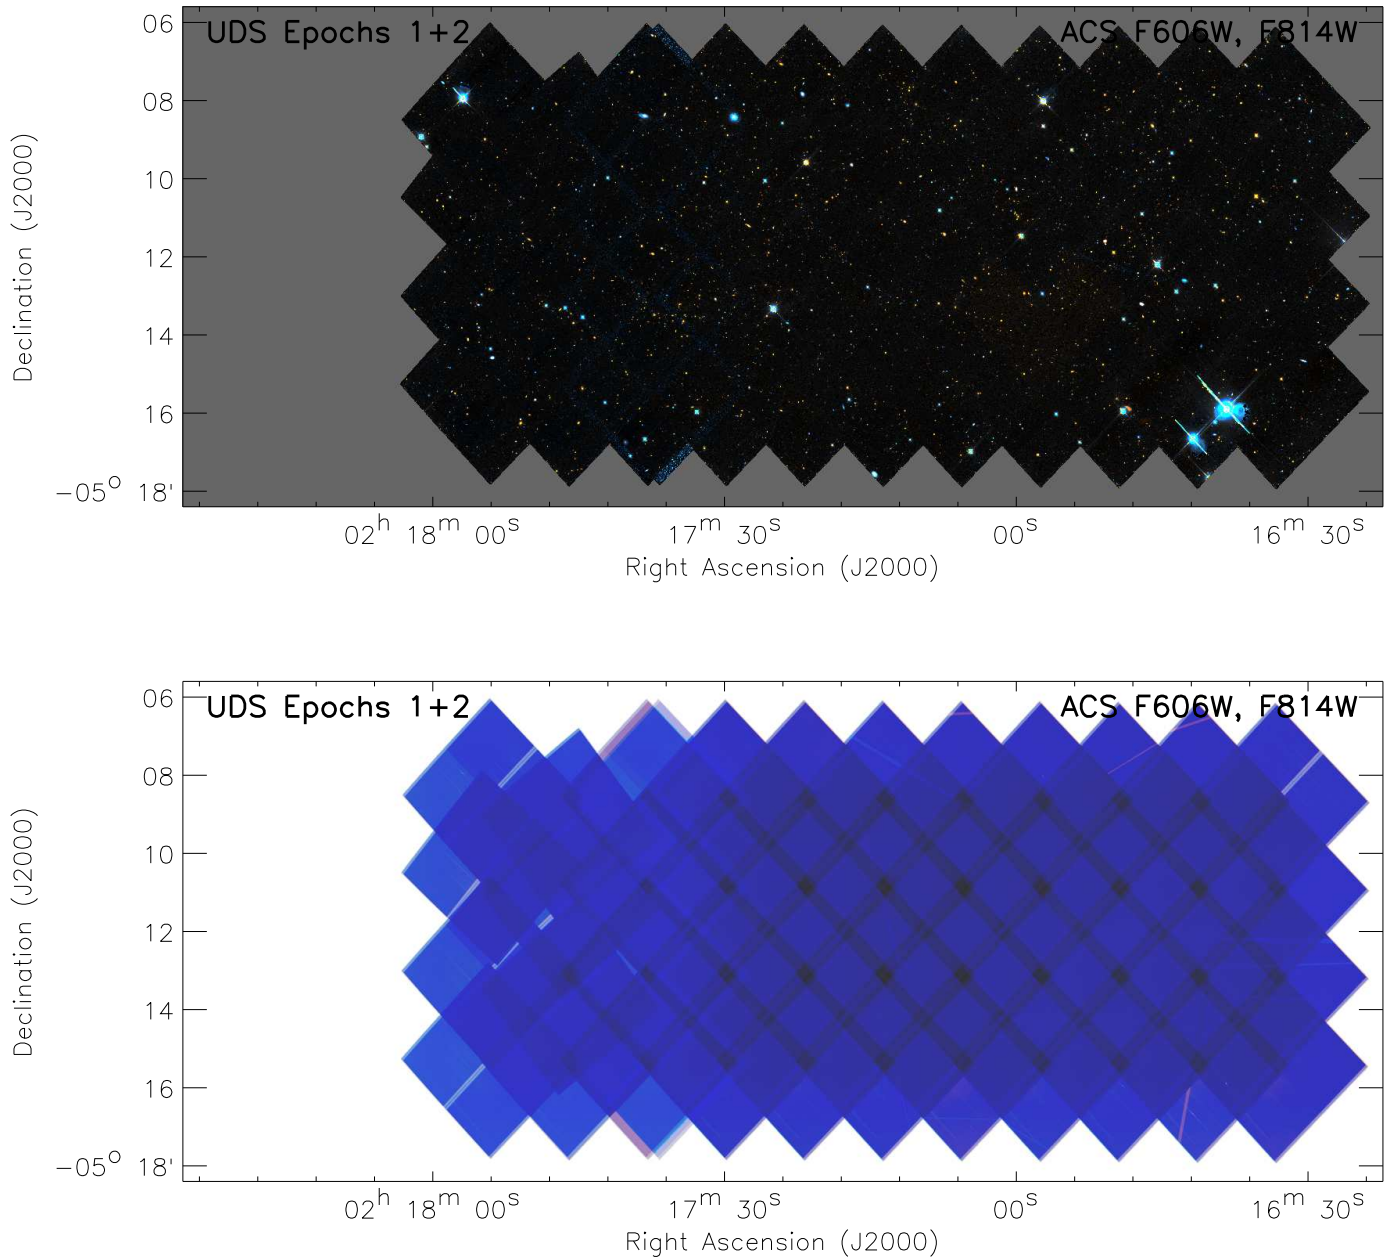 UDS Epochs 1+2 ACS F606W, F814W
06
08
10
12
14
16
-05° 18'
Declination (J2000)
02ʰ 18ᵐ 00ˢ 17ᵐ 30ˢ 00ˢ 16ᵐ 30ˢ
Right Ascension (J2000)
UDS Epochs 1+2 ACS F606W, F814W
06
08
10
12
14
16
-05° 18'
Declination (J2000)
02ʰ 18ᵐ 00ˢ 17ᵐ 30ˢ 00ˢ 16ᵐ 30ˢ
Right Ascension (J2000)